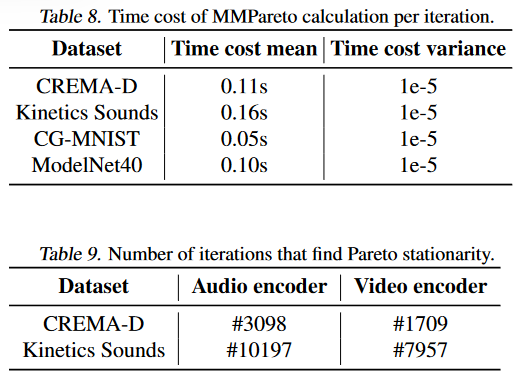 Table 8. Time cost of MMPareto calculation per iteration.
Dataset Time cost mean Time cost variance
CREMA-D 0.11s 1e-5
Kinetics Sounds 0.16s 1e-5
CG-MNIST 0.05s 1e-5
ModelNet40 0.10s 1e-5
Table 9. Number of iterations that find Pareto stationarity.
Dataset Audio encoder Video encoder
CREMA-D #3098 #1709
Kinetics Sounds #10197 #7957